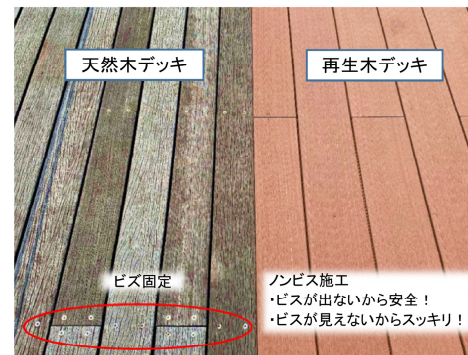 天然木デッキ
再生木デッキ
ビズ固定
ノンビス施工
・ビスが出ないから安全！
・ビスが見えないからスッキリ！